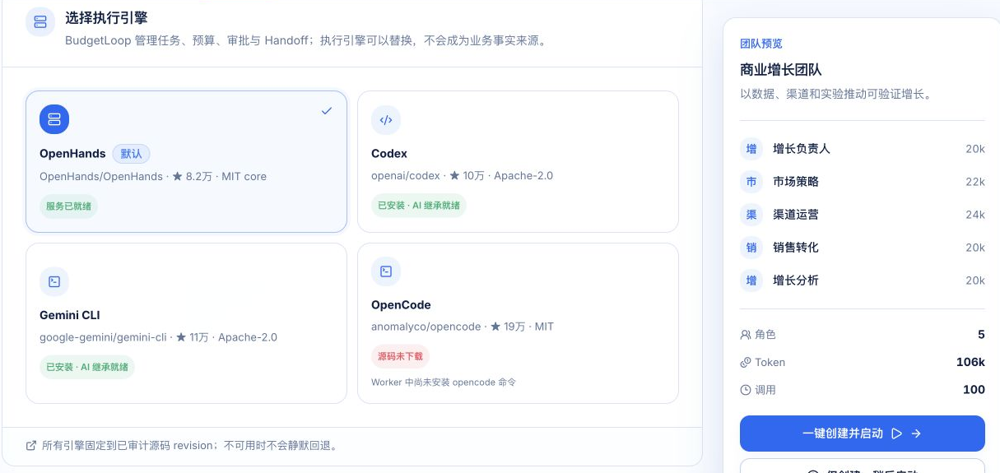 选择执行引擎
BudgetLoop 管理任务、预算、审批与 Handoff；执行引擎可以替换，不会成为业务事实来源。
OpenHands 默认
OpenHands/OpenHands · ★ 8.2万 · MIT core
服务已就绪
Codex
openai/codex · ★ 10万 · Apache-2.0
已安装 · AI 继承就绪
Gemini CLI
google-gemini/gemini-cli · ★ 11万 · Apache-2.0
已安装 · AI 继承就绪
OpenCode
anomalyco/opencode · ★ 19万 · MIT
源码未下载
Worker 中尚未安装 opencode 命令
所有引擎固定到已审计源码 revision；不可用时不会静默回退。
团队预览
商业增长团队
以数据、渠道和实验推动可验证增长。
增 增长负责人 20k
市 市场策略 22k
渠 渠道运营 24k
销 销售转化 20k
增 增长分析 20k
角色 5
Token 106k
调用 100
一键创建并启动